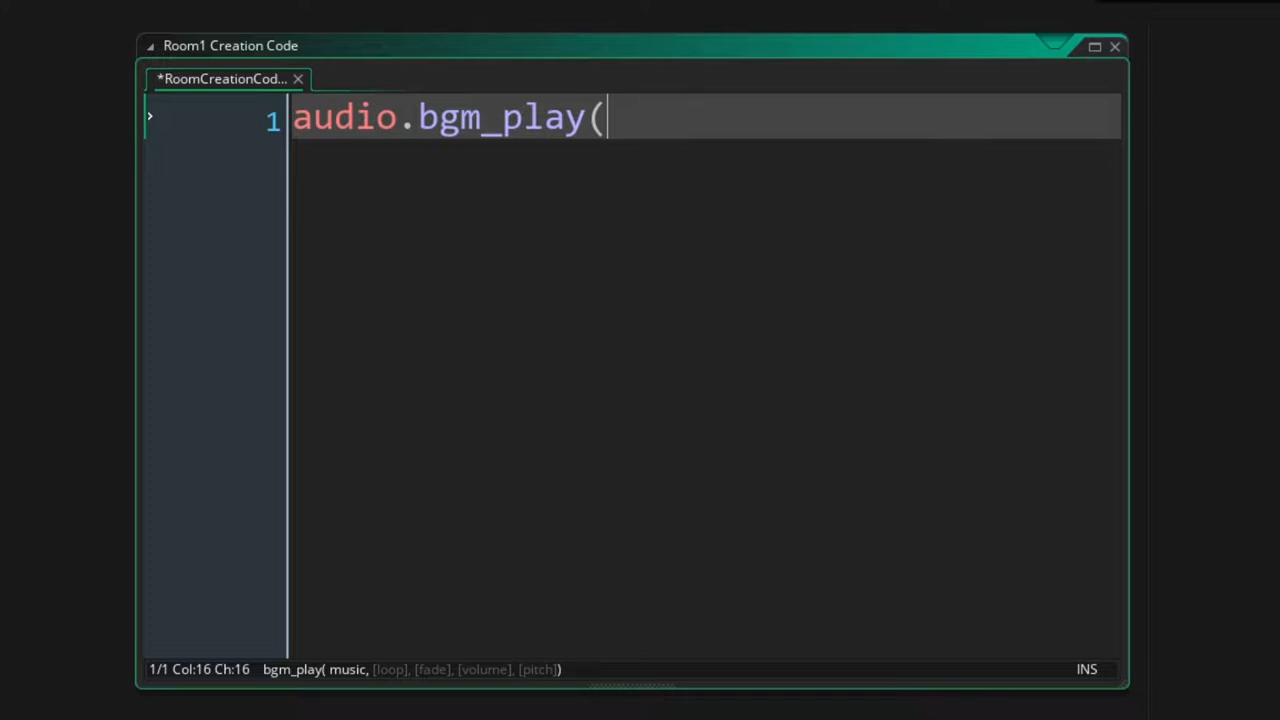 Room1 Creation Code
*RoomCreationCod...
1 audio.bgm_play(
1/1 Col:16 Ch:16 bgm_play( music, [loop], [fade], [volume], [pitch]) INS